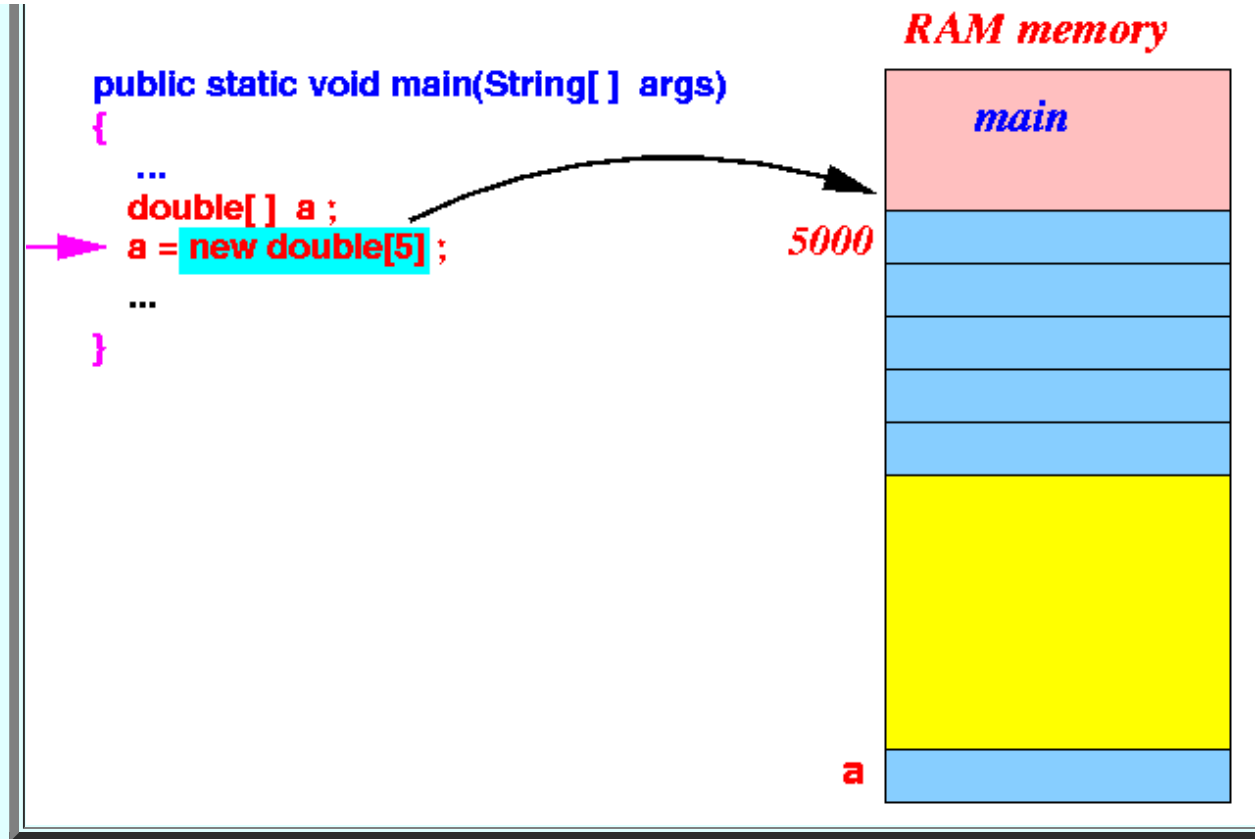 RAM memory
public static void main(String[ ] args)
main
{
...
double[ ] a ;
a = new double[5] ;
5000
...
}
a